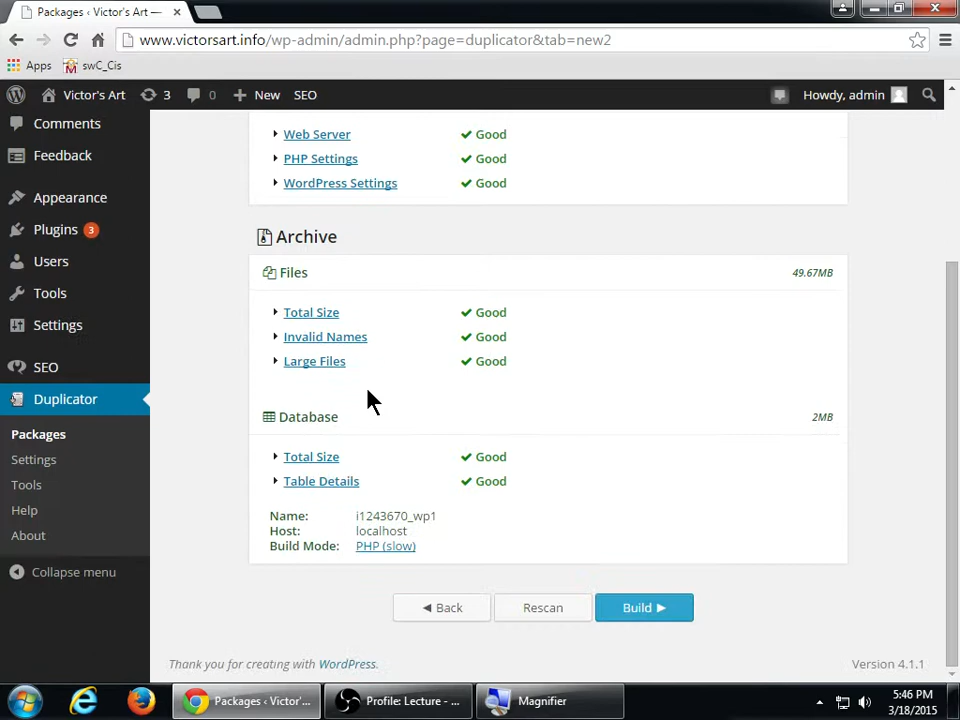 Packages ‹ Victor's Art —
www.victorsart.info/wp-admin/admin.php?page=duplicator&tab=new2
Apps swC_Cis
Victor's Art 3 0 New SEO Howdy, admin
Comments
Feedback
Appearance
Plugins 3
Users
Tools
Settings
SEO
Duplicator
Packages
Settings
Tools
Help
About
Collapse menu
Web Server Good
PHP Settings Good
WordPress Settings Good
Archive
Files 49.67MB
Total Size Good
Invalid Names Good
Large Files Good
Database 2MB
Total Size Good
Table Details Good
Name: i1243670_wp1
Host: localhost
Build Mode: PHP (slow)
Back Rescan Build
Thank you for creating with WordPress. Version 4.1.1
Packages ‹ Victor'... Profile: Lecture - ... Magnifier 5:46 PM
3/18/2015